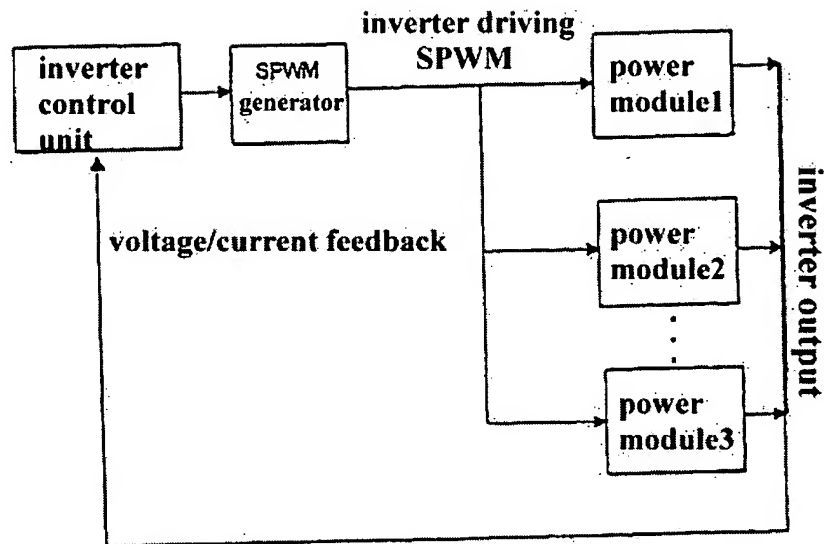 inverter driving
SPWM
inverter
control
unit
SPWM
generator
power
module1
voltage/current feedback
power
module2
power
module3
inverter output